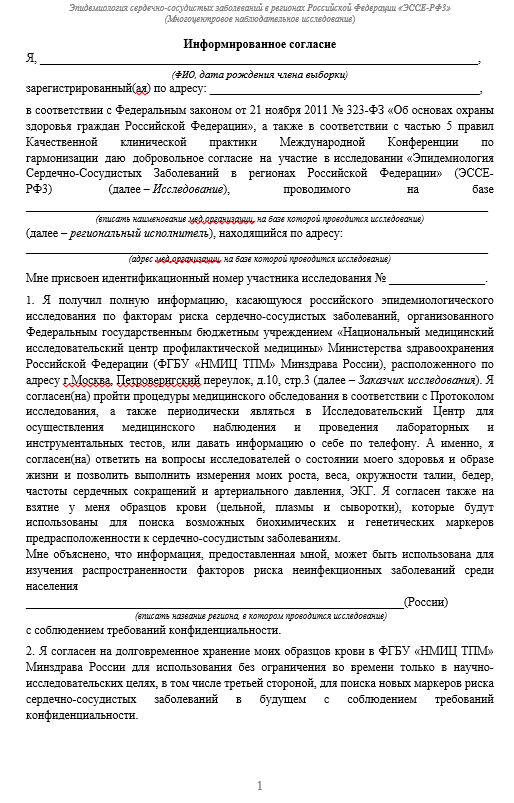 Эпидемиология сердечно-сосудистых заболеваний в регионах Российской Федерации «ЭССЕ-РФ3»
(Многоцентровое наблюдательное исследование)
Информированное согласие
Я, ________________________________________________________________________,
(ФИО, дата рождения члена выборки)
зарегистрированный(ая) по адресу: ____________________________________________,
в соответствии с Федеральным законом от 21 ноября 2011 № 323-ФЗ «Об основах охраны
здоровья граждан Российской Федерации», а также в соответствии с частью 5 правил
Качественной клинической практики Международной Конференции по
гармонизации даю добровольное согласие на участие в исследовании «Эпидемиология
Сердечно-Сосудистых Заболеваний в регионах Российской Федерации» (ЭССЕ-
РФ3) (далее – Исследование), проводимого на базе
____________________________________________________________________________
(вписать наименование мед.организации, на базе которой проводится исследование)
(далее – региональный исполнитель), находящийся по адресу:
____________________________________________________________________________
(адрес мед.организации, на базе которой проводится исследование)
Мне присвоен идентификационный номер участника исследования № ________________.
1. Я получил полную информацию, касающуюся российского эпидемиологического
исследования по факторам риска сердечно-сосудистых заболеваний, организованного
Федеральным государственным бюджетным учреждением «Национальный медицинский
исследовательский центр профилактической медицины» Министерства здравоохранения
Российской Федерации (ФГБУ «НМИЦ ТПМ» Минздрава России), расположенного по
адресу г.Москва, Петроверигский переулок, д.10, стр.3 (далее – Заказчик исследования). Я
согласен(на) пройти процедуры медицинского обследования в соответствии с Протоколом
исследования, а также периодически являться в Исследовательский Центр для
осуществления медицинского наблюдения и проведения лабораторных и
инструментальных тестов, или давать информацию о себе по телефону. А именно, я
согласен(на) ответить на вопросы исследователей о состоянии моего здоровья и образе
жизни и позволить выполнить измерения моих роста, веса, окружности талии, бедер,
частоты сердечных сокращений и артериального давления, ЭКГ. Я согласен также на
взятие у меня образцов крови (цельной, плазмы и сыворотки), которые будут
использованы для поиска возможных биохимических и генетических маркеров
предрасположенности к сердечно-сосудистым заболеваниям.
Мне объяснено, что информация, предоставленная мной, может быть использована для
изучения распространенности факторов риска неинфекционных заболеваний среди
населения
______________________________________________________________(России)
(вписать название региона, в котором проводится исследование)
с соблюдением требований конфиденциальности.
2. Я согласен на долговременное хранение моих образцов крови в ФГБУ «НМИЦ ТПМ»
Минздрава России для использования без ограничения во времени только в научно-
исследовательских целях, в том числе третьей стороной, для поиска новых маркеров риска
сердечно-сосудистых заболеваний в будущем с соблюдением требований
конфиденциальности.
1